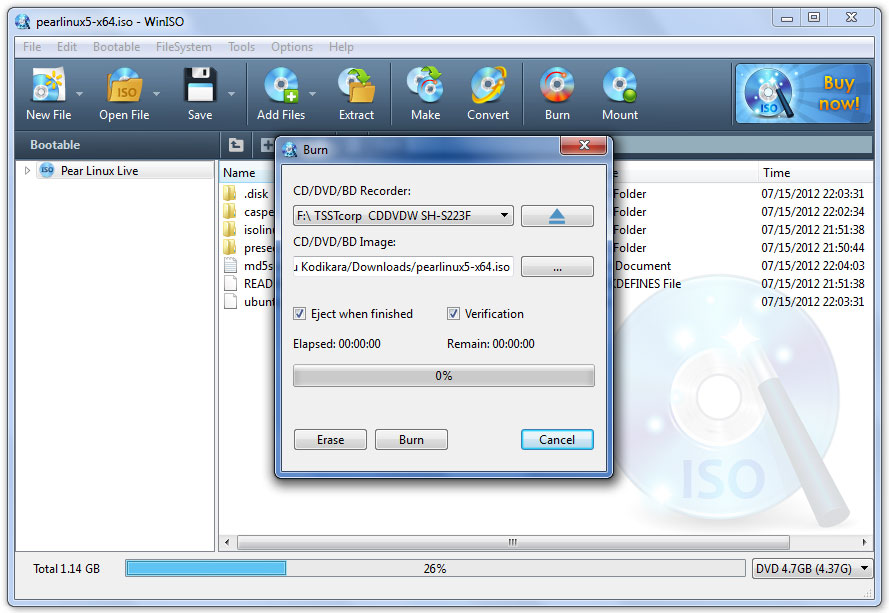 pearlinux5-x64.iso - WinISO
File Edit Bootable FileSystem Tools Options Help
New File Open File Save Add Files Extract Make Convert Burn Mount
ISO
Buy
now!
Bootable
Pear Linux Live
Name Time
.disk Folder 07/15/2012 22:03:31
Folder 07/15/2012 22:02:34
Folder 07/15/2012 21:51:38
Folder 07/15/2012 21:50:44
Document 07/15/2012 22:04:03
READ DEFINES File 07/15/2012 21:51:38
07/15/2012 22:03:31
Burn
CD/DVD/BD Recorder:
F:\ TSSTcorp CDDVDW SH-S223F
CD/DVD/BD Image:
u Kodikara/Downloads/pearlinux5-x64.iso
...
Eject when finished Verification
Elapsed: 00:00:00 Remain: 00:00:00
0%
Erase Burn Cancel
ISO
Total 1.14 GB 26% DVD 4.7GB (4.37G)